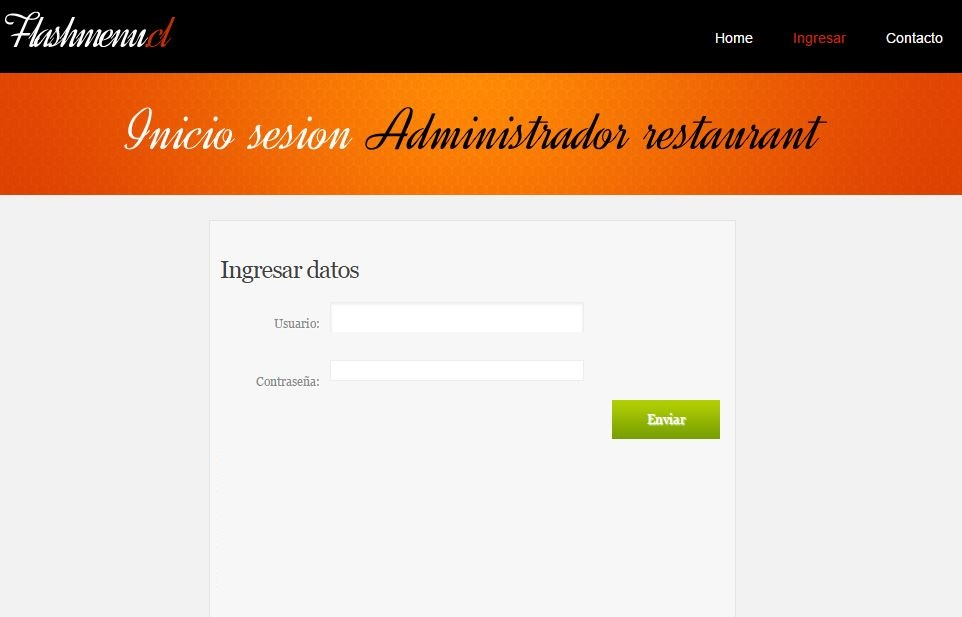 Flashmenu.cl
Home Ingresar Contacto
Inicio sesion Administrador restaurant
Ingresar datos
Usuario:
Contraseña:
Enviar